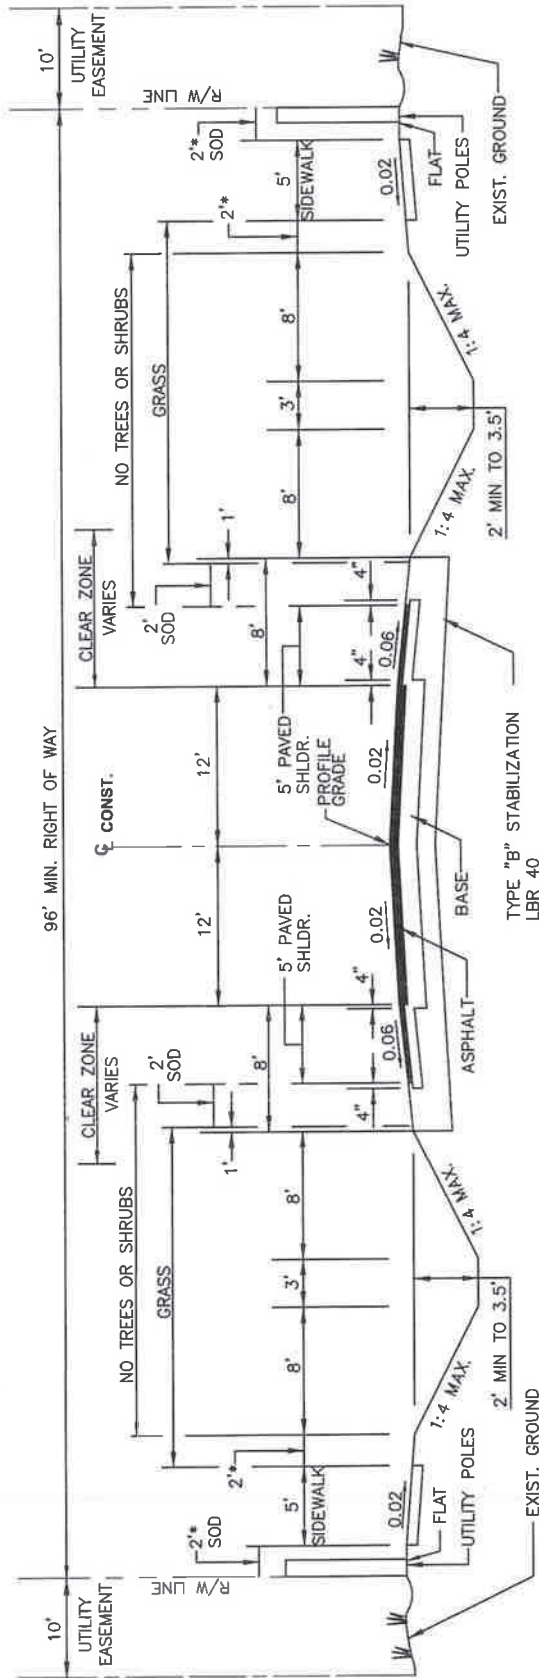 96' MIN. RIGHT OF WAY
10'
UTILITY
EASEMENT
R/W LINE
2'*
SOD
5'
SIDEWALK
2'*
NO TREES OR SHRUBS
GRASS
8'
3'
8'
1'
CLEAR ZONE
VARIES
2'
SOD
8'
5' PAVED
SHLDR.
12'
℄ CONST.
12'
5' PAVED
SHLDR.
PROFILE
GRADE
8'
CLEAR ZONE
VARIES
2'
SOD
1'
NO TREES OR SHRUBS
GRASS
8'
3'
8'
2'*
5'
SIDEWALK
2'*
SOD
R/W LINE
10'
UTILITY
EASEMENT
0.02
FLAT
UTILITY POLES
EXIST. GROUND
1:4 MAX.
2' MIN TO 3.5'
1:4 MAX.
4"
0.06
4"
0.02
ASPHALT
BASE
0.02
TYPE "B" STABILIZATION
LBR 40
4"
0.06
4"
1:4 MAX.
2' MIN TO 3.5'
1:4 MAX.
0.02
FLAT
UTILITY POLES
EXIST. GROUND